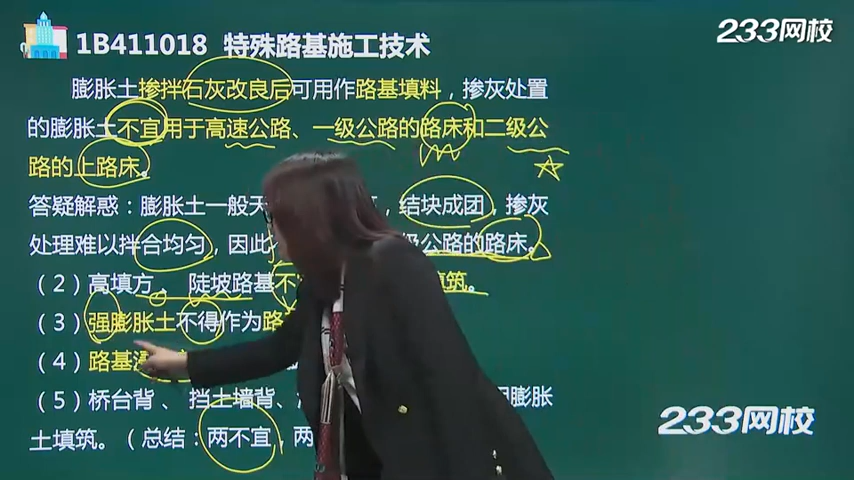 1B411018 特殊路基施工技术
233网校
膨胀土掺拌石灰改良后可用作路基填料，掺灰处置
的膨胀土不宜用于高速公路、一级公路的路床和二级公
路的上路床。
答疑解惑：膨胀土一般天 ，结块成团，掺灰
处理难以拌合均匀，因此 级公路的路床。
（2）高填方、陡坡路基不 填筑。
（3）强膨胀土不得作为路
（4）路基
（5）桥台背、挡土墙背、 用膨胀
土填筑。（总结：两不宜，两
233网校